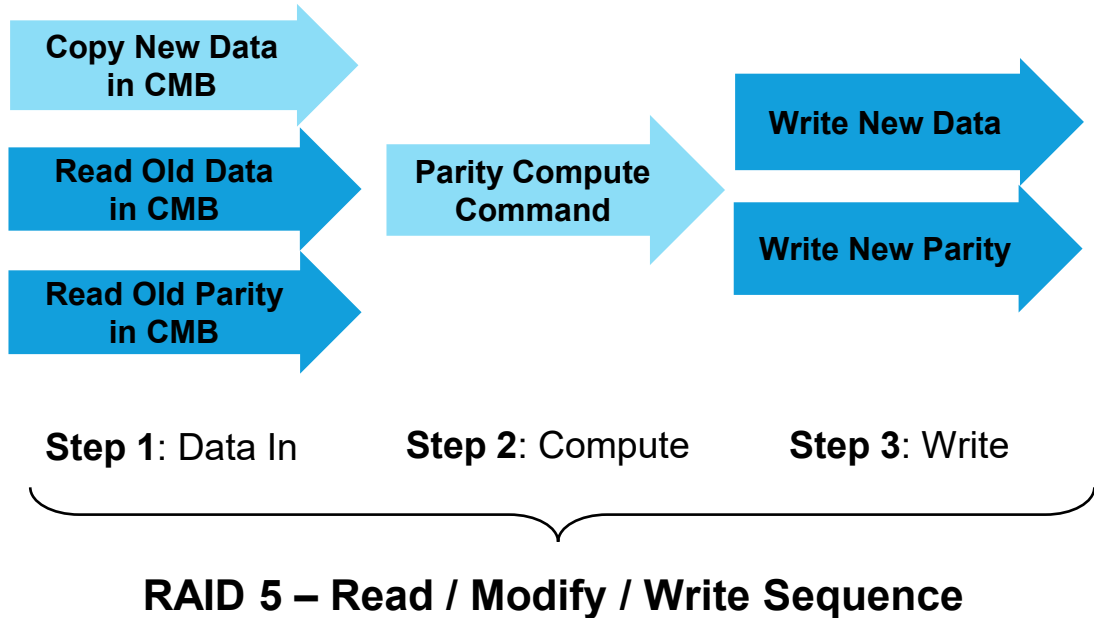 Copy New Data
in CMB
Read Old Data
in CMB
Read Old Parity
in CMB
Parity Compute
Command
Write New Data
Write New Parity
Step 1: Data In
Step 2: Compute
Step 3: Write
RAID 5 – Read / Modify / Write Sequence